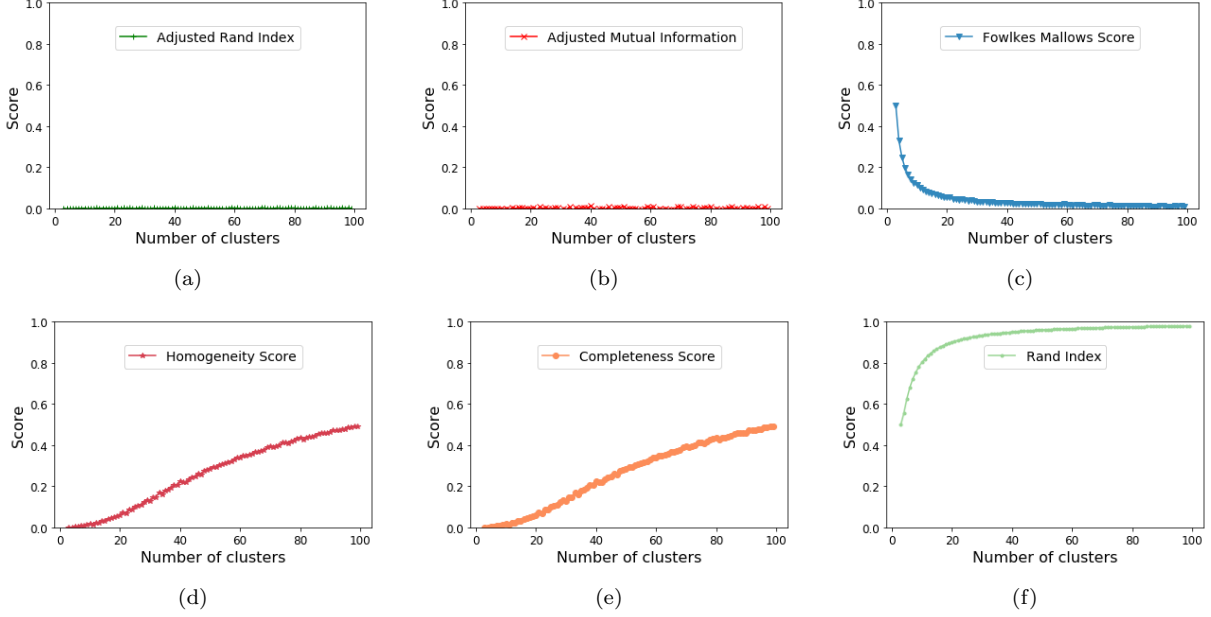 1.0
0.8
0.6
0.4
0.2
0.0
Score
Adjusted Rand Index
0 20 40 60 80 100
Number of clusters
(a)
1.0
0.8
0.6
0.4
0.2
0.0
Score
Adjusted Mutual Information
0 20 40 60 80 100
Number of clusters
(b)
1.0
0.8
0.6
0.4
0.2
0.0
Score
Fowlkes Mallows Score
0 20 40 60 80 100
Number of clusters
(c)
1.0
0.8
0.6
0.4
0.2
0.0
Score
Homogeneity Score
0 20 40 60 80 100
Number of clusters
(d)
1.0
0.8
0.6
0.4
0.2
0.0
Score
Completeness Score
0 20 40 60 80 100
Number of clusters
(e)
1.0
0.8
0.6
0.4
0.2
0.0
Score
Rand Index
0 20 40 60 80 100
Number of clusters
(f)